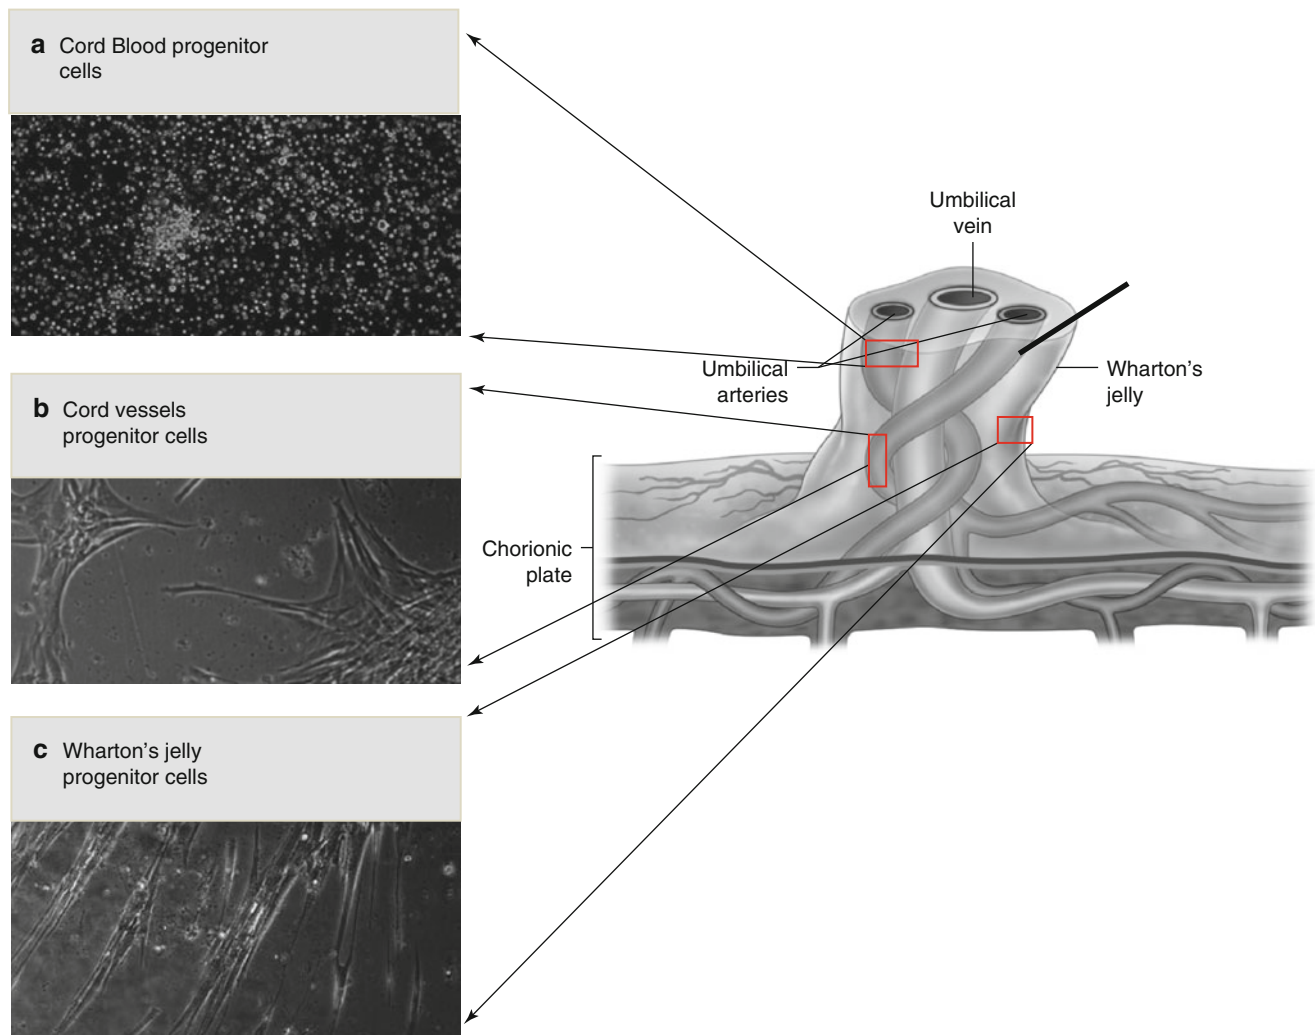 a Cord Blood progenitor
cells
b Cord vessels
progenitor cells
c Wharton’s jelly
progenitor cells
Umbilical
vein
Umbilical
arteries
Wharton’s
jelly
Chorionic
plate